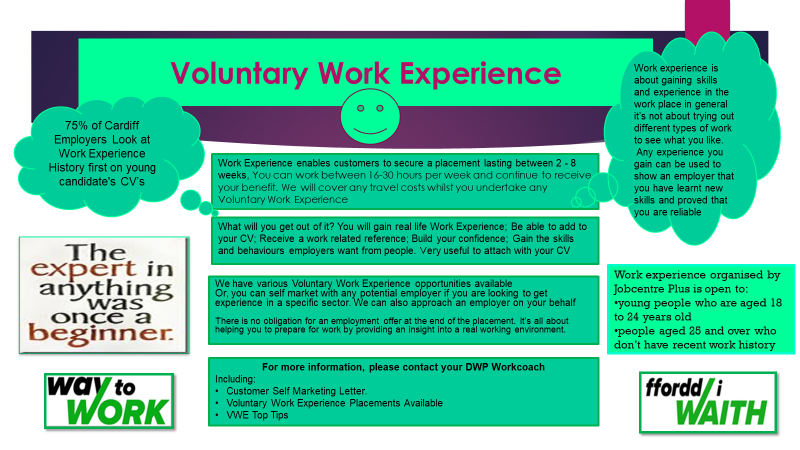 Voluntary Work Experience
75% of Cardiff
Employers Look at
Work Experience
History first on young
candidate's CV's
Work experience is
about gaining skills
and experience in the
work place in general
it's not about trying out
different types of work
to see what you like.
Any experience you
gain can be used to
show an employer that
you have learnt new
skills and proved that
you are reliable
Work Experience enables customers to secure a placement lasting between 2 - 8
weeks, You can work between 16-30 hours per week and continue to receive
your benefit. We will cover any travel costs whilst you undertake any
Voluntary Work Experience
What will you get out of it? You will gain real life Work Experience; Be able to add to
your CV; Receive a work related reference; Build your confidence; Gain the skills
and behaviours employers want from people. Very useful to attach with your CV
The
expert in
anything
was
once a
beginner.
We have various Voluntary Work Experience opportunities available
Or, you can self market with any potential employer if you are looking to get
experience in a specific sector. We can also approach an employer on your behalf
There is no obligation for an employment offer at the end of the placement. It's all about
helping you to prepare for work by providing an insight into a real working environment.
Work experience organised by
Jobcentre Plus is open to:
•young people who are aged 18
to 24 years old
•people aged 25 and over who
don't have recent work history
For more information, please contact your DWP Workcoach
Including:
• Customer Self Marketing Letter.
• Voluntary Work Experience Placements Available
• VWE Top Tips
way to
WORK
ffordd i
WAITH